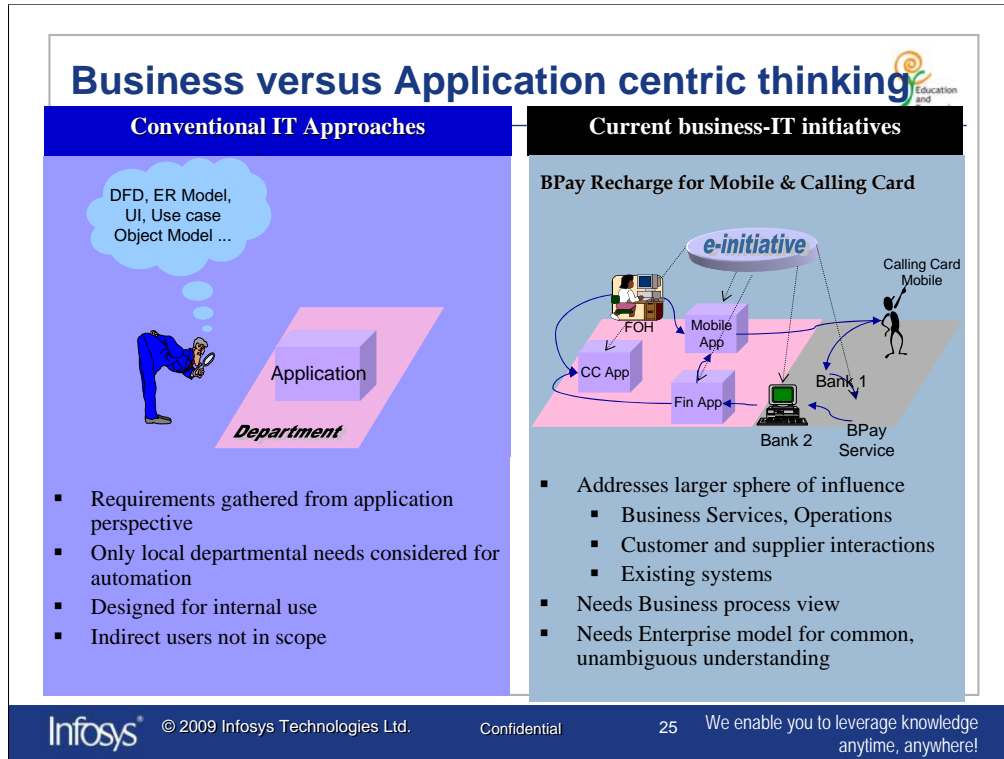 Business versus Application centric thinking
Education
and
Conventional IT Approaches
DFD, ER Model,
UI, Use case
Object Model ...
Application
Department
▪ Requirements gathered from application
perspective
▪ Only local departmental needs considered for
automation
▪ Designed for internal use
▪ Indirect users not in scope
Current business-IT initiatives
BPay Recharge for Mobile & Calling Card
e-initiative
Calling Card
Mobile
FOH
Mobile
App
CC App
Fin App
Bank 1
Bank 2
BPay
Service
▪ Addresses larger sphere of influence
▪ Business Services, Operations
▪ Customer and supplier interactions
▪ Existing systems
▪ Needs Business process view
▪ Needs Enterprise model for common,
unambiguous understanding
Infosys®
© 2009 Infosys Technologies Ltd.
Confidential
25
We enable you to leverage knowledge
anytime, anywhere!